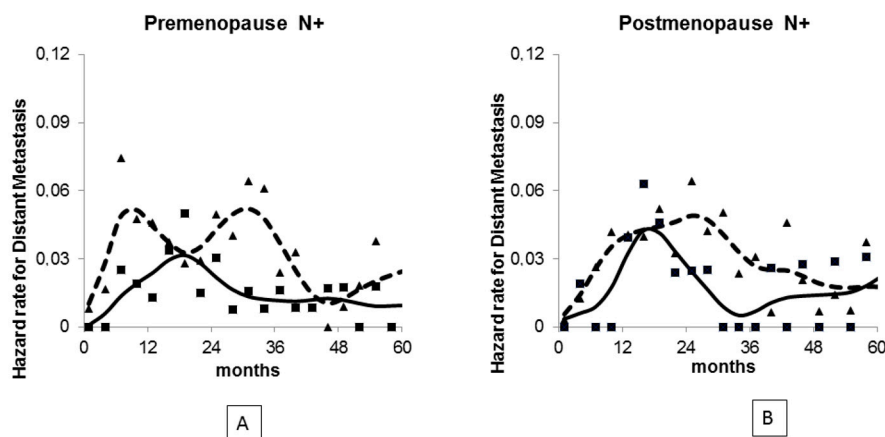 Premenopause N+
Hazard rate for Distant Metastasis
0,12
0.09
0.06
0.03
0
0 12 24 36 48 60
months
A
Postmenopause N+
Hazard rate for Distant Metastasis
0,12
0.09
0.06
0.03
0
0 12 24 36 48 60
months
B